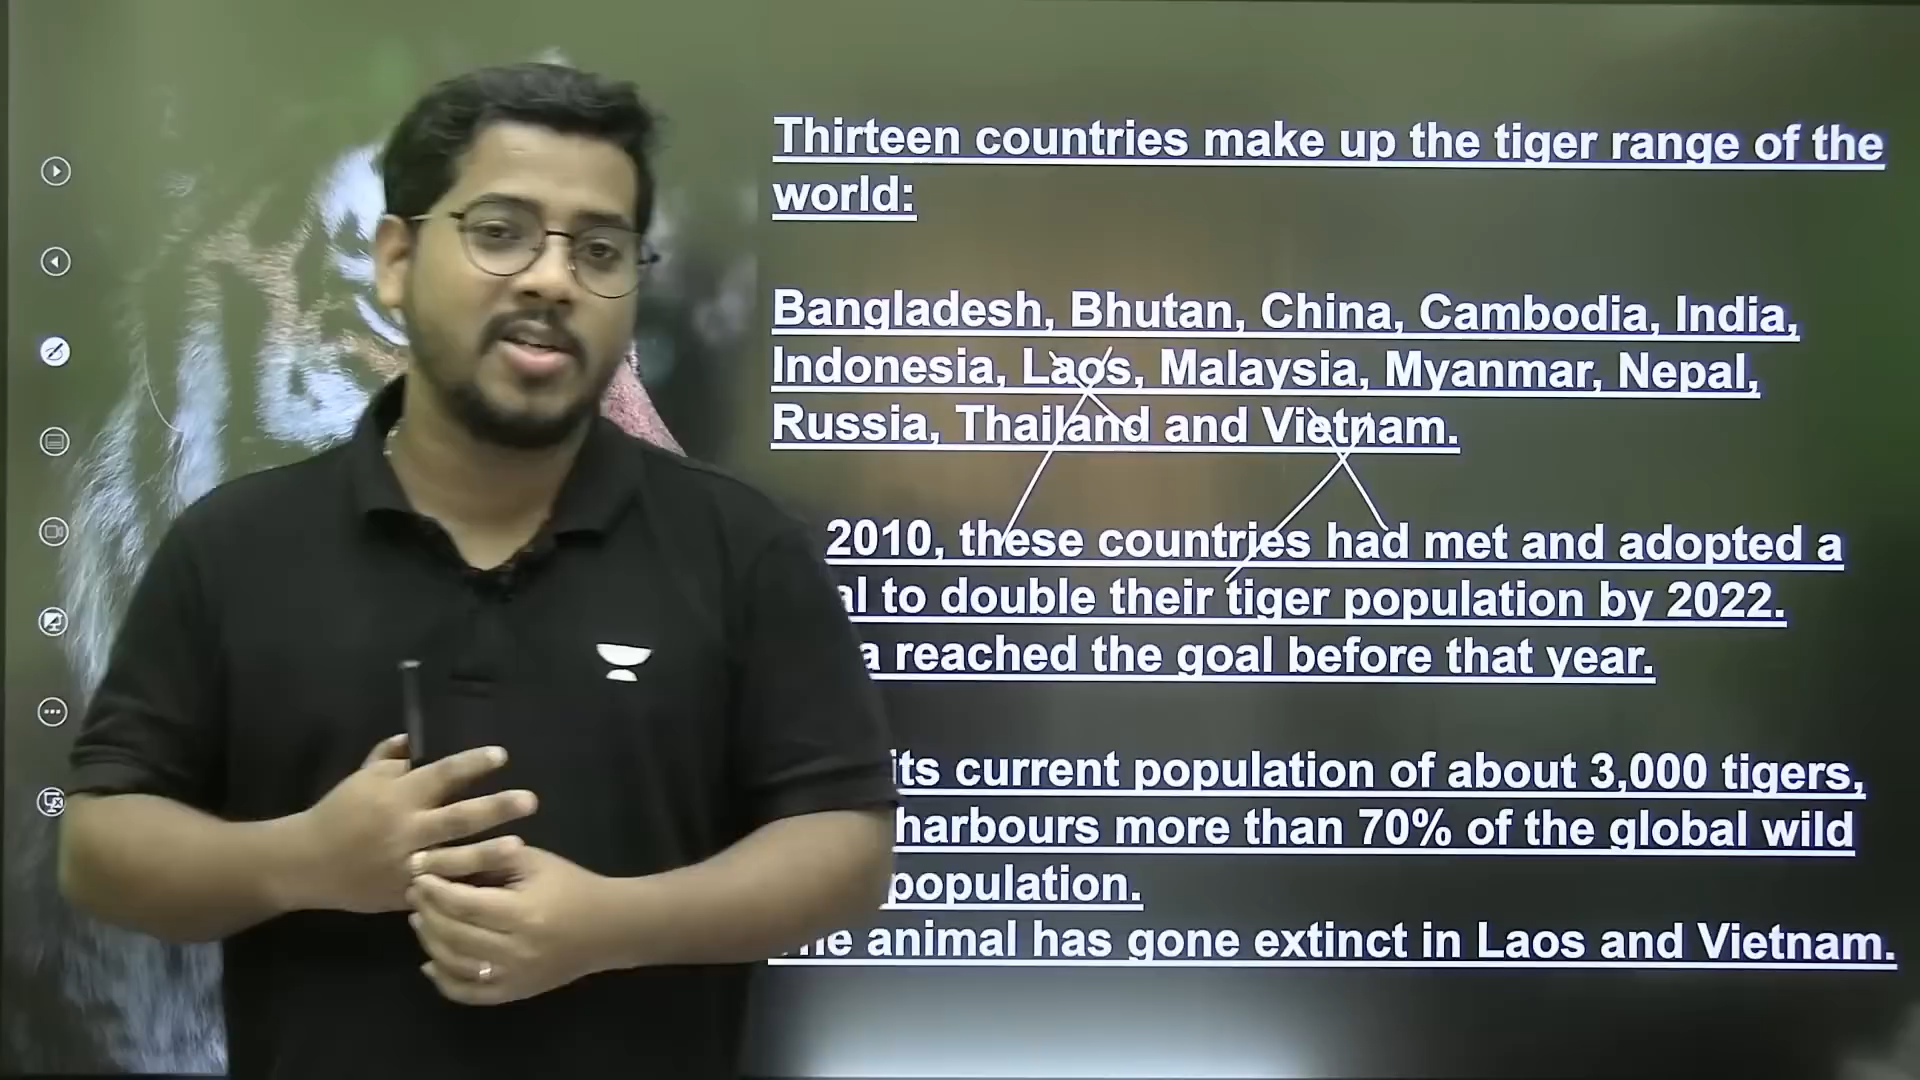 Thirteen countries make up the tiger range of the
world:
Bangladesh, Bhutan, China, Cambodia, India,
Indonesia, Laos, Malaysia, Myanmar, Nepal,
Russia, Thailand and Vietnam.
2010, these countries had met and adopted a
to double their tiger population by 2022.
reached the goal before that year.
its current population of about 3,000 tigers,
harbours more than 70% of the global wild
population.
animal has gone extinct in Laos and Vietnam.